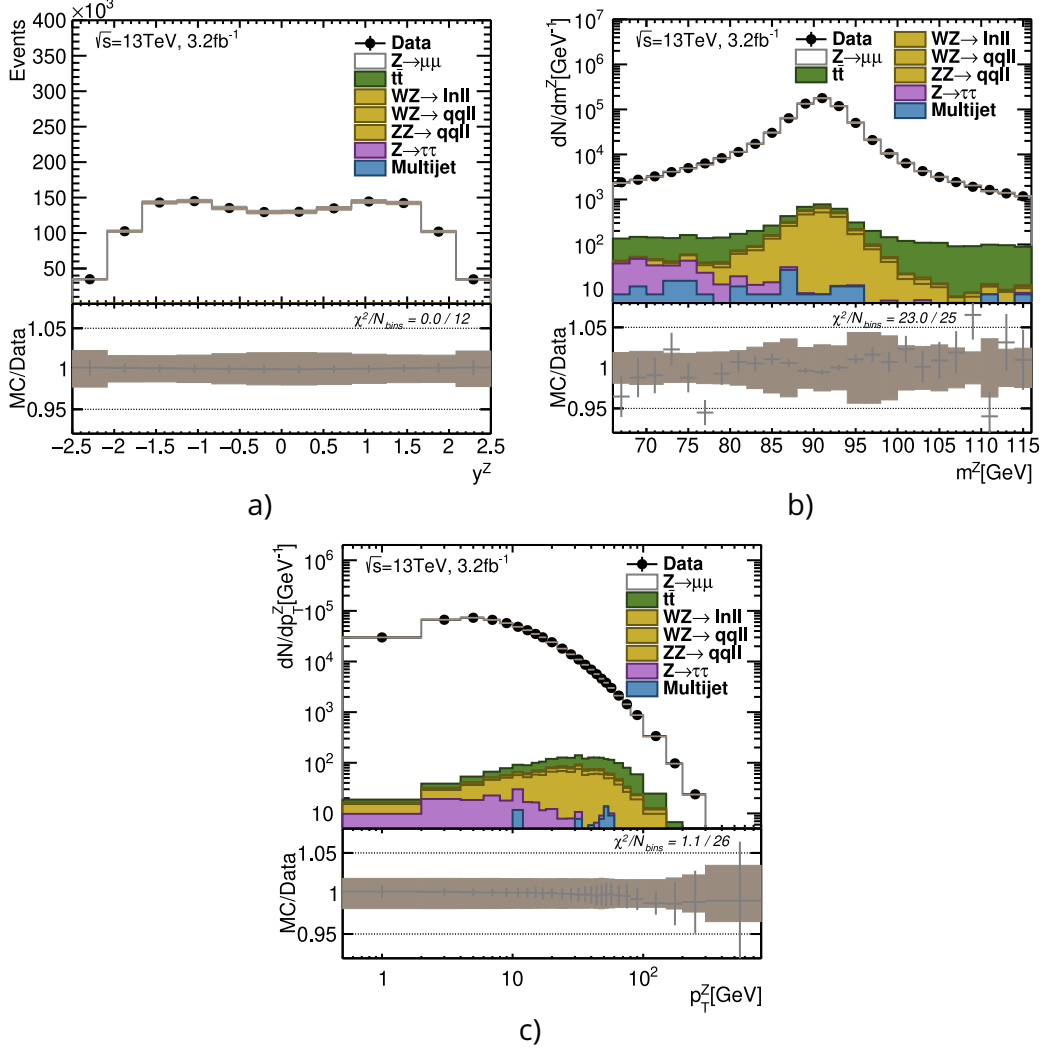 ×10³
Events
400
350
300
250
200
150
100
50
√s=13TeV, 3.2fb⁻¹
Data
Z→μμ
tt̄
WZ→ lnll
WZ→ qqll
ZZ→ qqll
Z→ττ
Multijet
χ²/N_bins = 0.0 / 12
MC/Data
1.05
1
0.95
−2.5 −2 −1.5 −1 −0.5 0 0.5 1 1.5 2 2.5
y^Z
a)
dN/dm^Z[GeV⁻¹]
10⁷
10⁶
10⁵
10⁴
10³
10²
10
√s=13TeV, 3.2fb⁻¹
Data
Z→μμ
tt̄
WZ→ lnll
WZ→ qqll
ZZ→ qqll
Z→ττ
Multijet
χ²/N_bins = 23.0 / 25
MC/Data
1.05
1
0.95
70 75 80 85 90 95 100 105 110 115
m^Z[GeV]
b)
dN/dp_T^Z[GeV⁻¹]
10⁶
10⁵
10⁴
10³
10²
10
√s=13TeV, 3.2fb⁻¹
Data
Z→μμ
tt̄
WZ→ lnll
WZ→ qqll
ZZ→ qqll
Z→ττ
Multijet
χ²/N_bins = 1.1 / 26
MC/Data
1.05
1
0.95
1 10 10²
p_T^Z[GeV]
c)